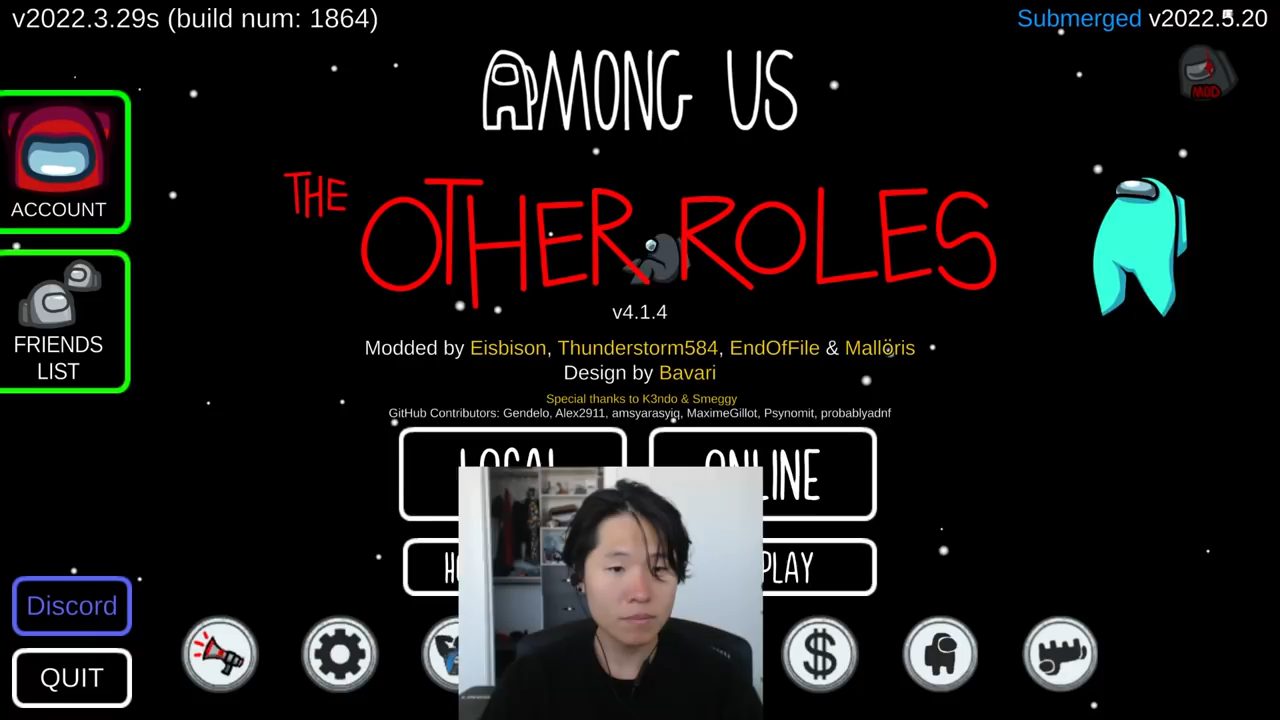 v2022.3.29s (build num: 1864)
Submerged v2022.5.20
AMONG US
MOD
THE OTHER ROLES
v4.1.4
ACCOUNT
FRIENDS
LIST
Modded by Eisbison, Thunderstorm584, EndOfFile & Mallöris
Design by Bavari
Special thanks to K3ndo & Smeggy
GitHub Contributors: Gendelo, Alex2911, amsyarasyiq, MaximeGillot, Psynomit, probablyadnf
LOCAL
ONLINE
PLAY
Discord
QUIT